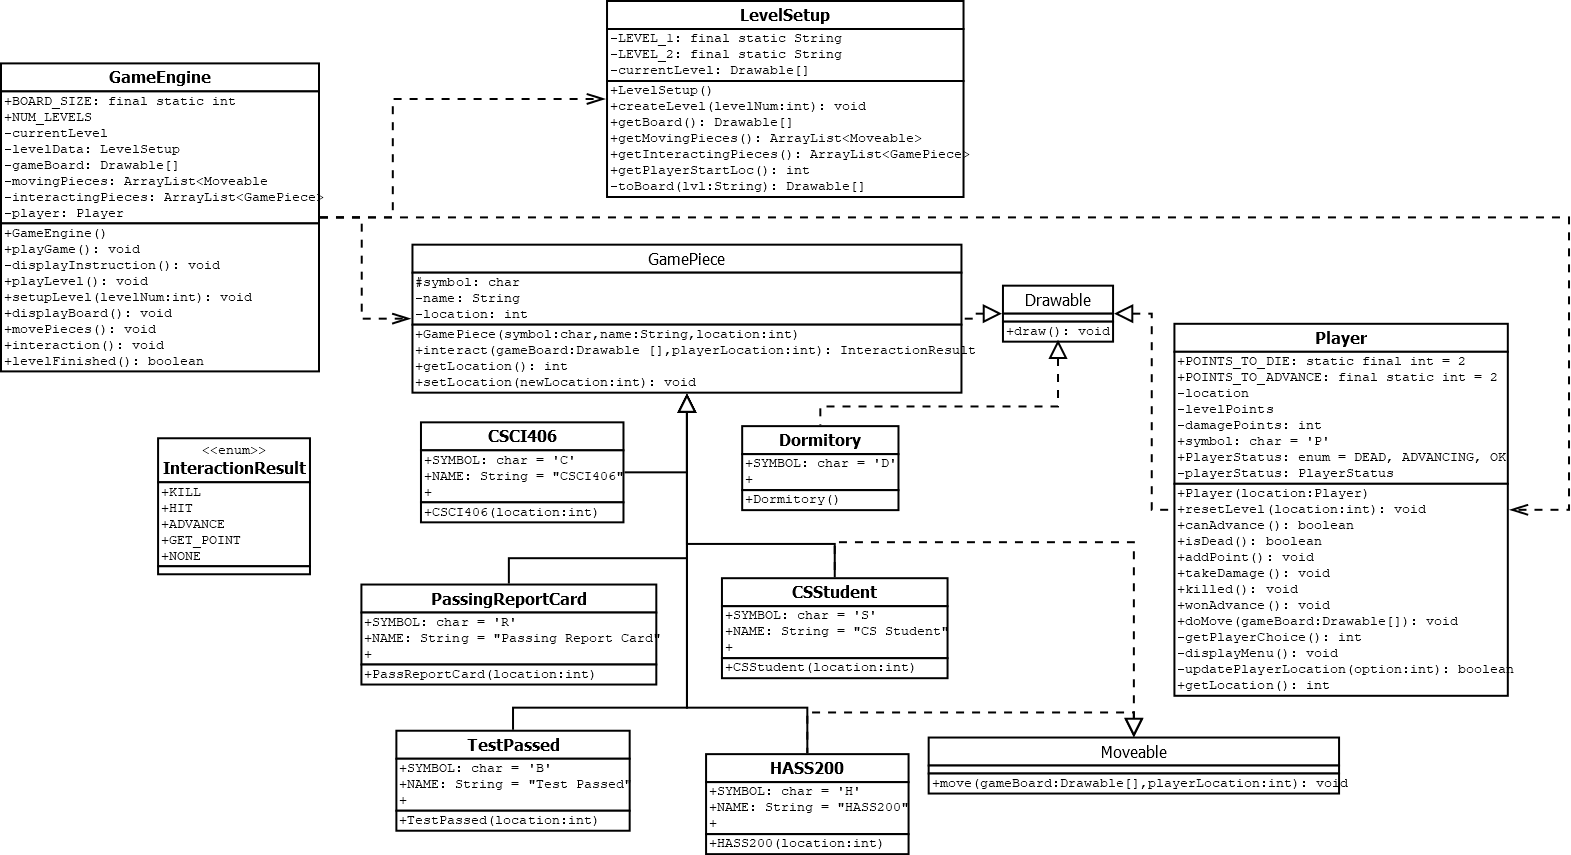 LevelSetup
-LEVEL_1: final static String
-LEVEL_2: final static String
-currentLevel: Drawable[]
+LevelSetup()
+createLevel(levelNum:int): void
+getBoard(): Drawable[]
+getMovingPieces(): ArrayList<Moveable>
+getInteractingPieces(): ArrayList<GamePiece>
+getPlayerStartLoc(): int
-toBoard(lvl:String): Drawable[]
GameEngine
+BOARD_SIZE: final static int
+NUM_LEVELS
-currentLevel
-levelData: LevelSetup
-gameBoard: Drawable[]
-movingPieces: ArrayList<Moveable
-interactingPieces: ArrayList<GamePiece>
-player: Player
+GameEngine()
+playGame(): void
-displayInstruction(): void
+playLevel(): void
+setupLevel(levelNum:int): void
+displayBoard(): void
+movePieces(): void
+interaction(): void
+levelFinished(): boolean
GamePiece
#symbol: char
-name: String
-location: int
+GamePiece(symbol:char,name:String,location:int)
+interact(gameBoard:Drawable [],playerLocation:int): InteractionResult
+getLocation(): int
+setLocation(newLocation:int): void
Drawable
+draw(): void
Player
+POINTS_TO_DIE: static final int = 2
+POINTS_TO_ADVANCE: final static int = 2
-location
-levelPoints
-damagePoints: int
+symbol: char = 'P'
+PlayerStatus: enum = DEAD, ADVANCING, OK
-playerStatus: PlayerStatus
+Player(location:Player)
+resetLevel(location:int): void
+canAdvance(): boolean
+isDead(): boolean
+addPoint(): void
+takeDamage(): void
+killed(): void
+wonAdvance(): void
+doMove(gameBoard:Drawable[]): void
-getPlayerChoice(): int
-displayMenu(): void
-updatePlayerLocation(option:int): boolean
+getLocation(): int
<<enum>>
InteractionResult
+KILL
+HIT
+ADVANCE
+GET_POINT
+NONE
CSCI406
+SYMBOL: char = 'C'
+NAME: String = "CSCI406"
+
+CSCI406(location:int)
Dormitory
+SYMBOL: char = 'D'
+
+Dormitory()
PassingReportCard
+SYMBOL: char = 'R'
+NAME: String = "Passing Report Card"
+
+PassReportCard(location:int)
CSStudent
+SYMBOL: char = 'S'
+NAME: String = "CS Student"
+
+CSStudent(location:int)
TestPassed
+SYMBOL: char = 'B'
+NAME: String = "Test Passed"
+
+TestPassed(location:int)
HASS200
+SYMBOL: char = 'H'
+NAME: String = "HASS200"
+
+HASS200(location:int)
Moveable
+move(gameBoard:Drawable[],playerLocation:int): void